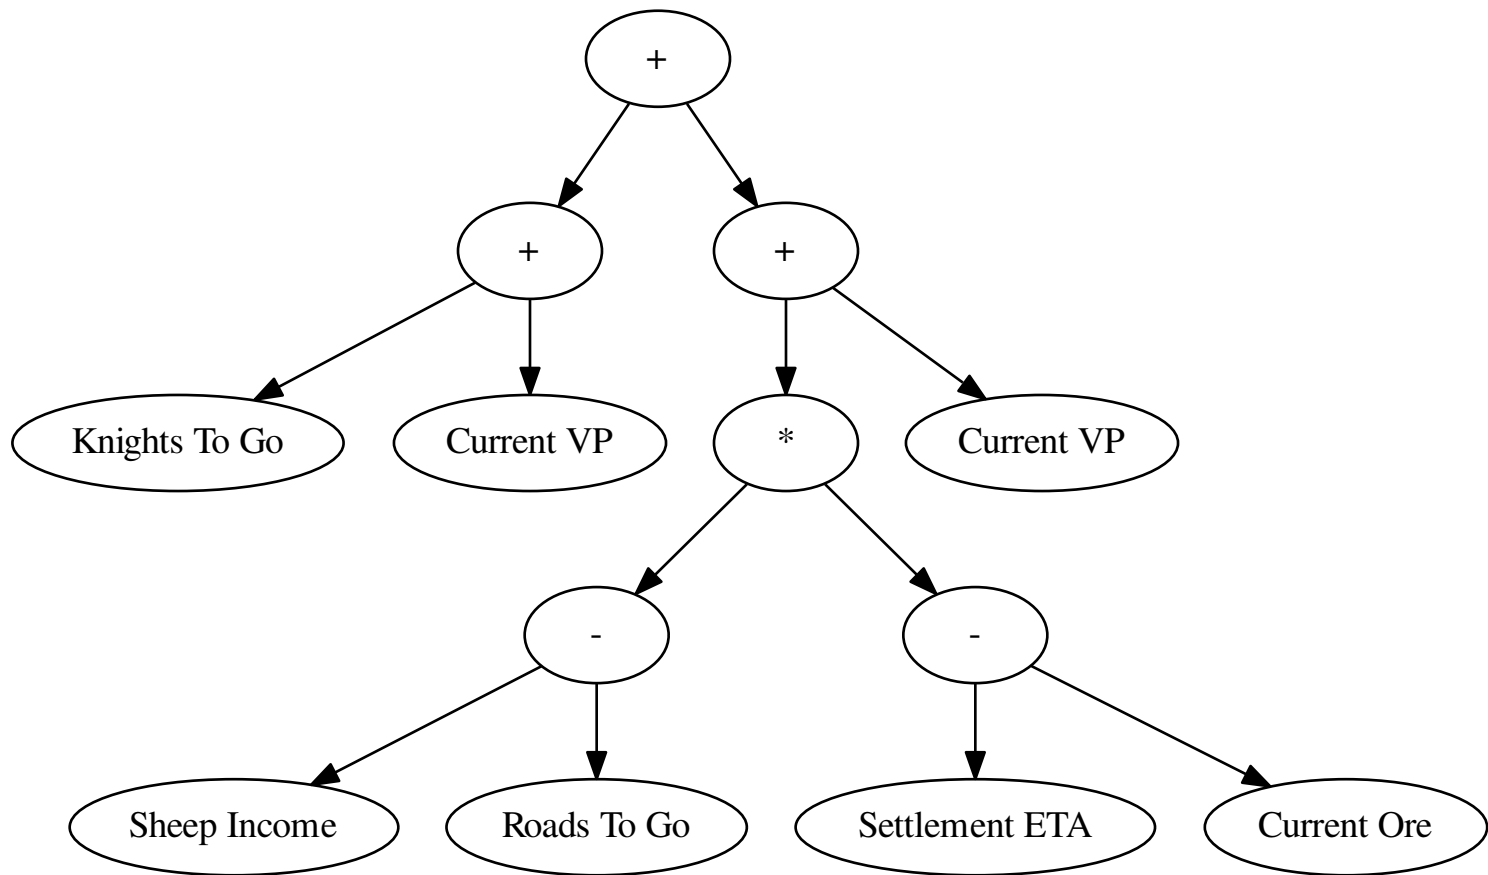 +
+
+
Knights To Go
Current VP
*
Current VP
-
-
Sheep Income
Roads To Go
Settlement ETA
Current Ore